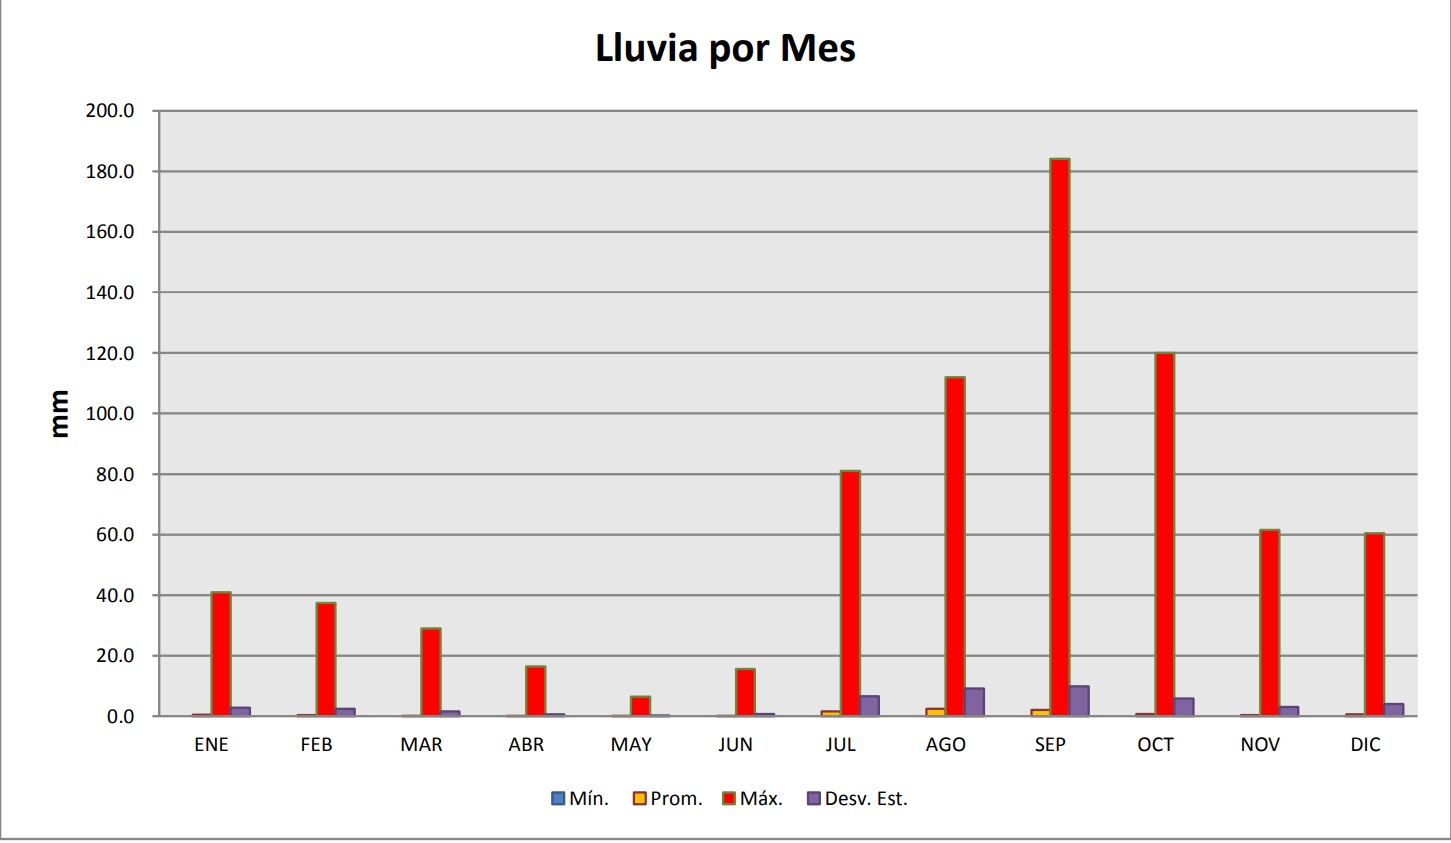 Lluvia por Mes
mm
200.0
180.0
160.0
140.0
120.0
100.0
80.0
60.0
40.0
20.0
0.0
ENE FEB MAR ABR MAY JUN JUL AGO SEP OCT NOV DIC
Mín. Prom. Máx. Desv. Est.